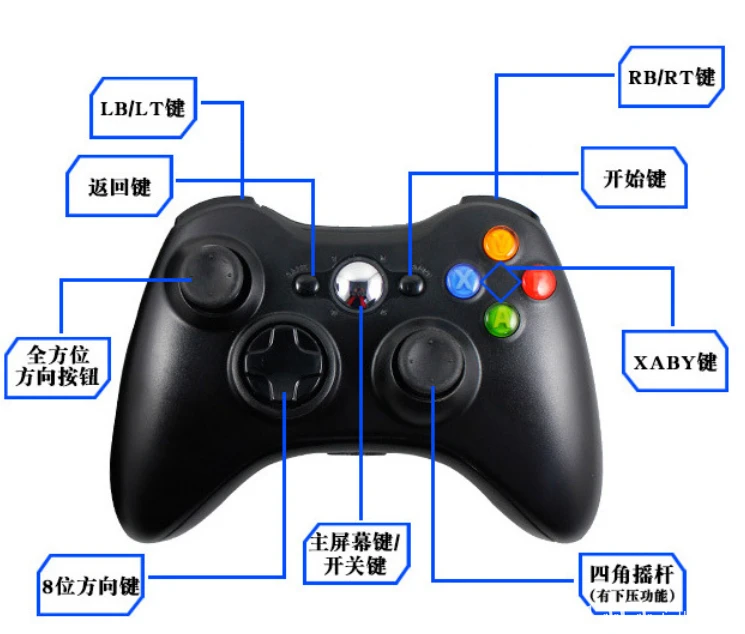 RB/RT键
LB/LT键
返回键
开始键
Y
X
A
全方位
方向按钮
XABY键
主屏幕键/
开关键
8位方向键
四角摇杆
(有下压功能)